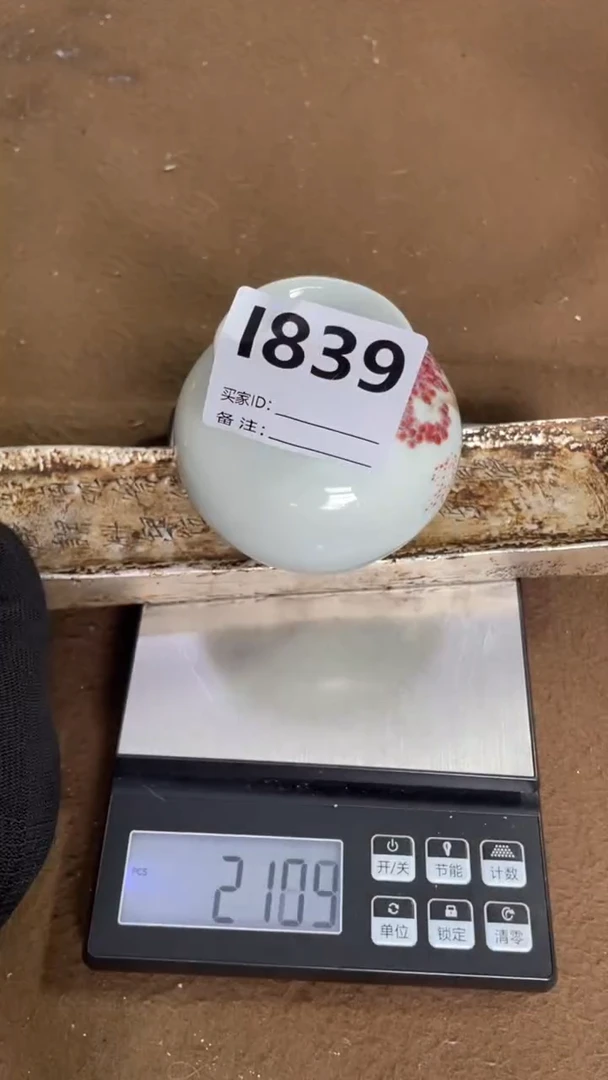 1839
买家ID:
备 注:
PCS
2109
开/关
节能
计数
单位
锁定
清零